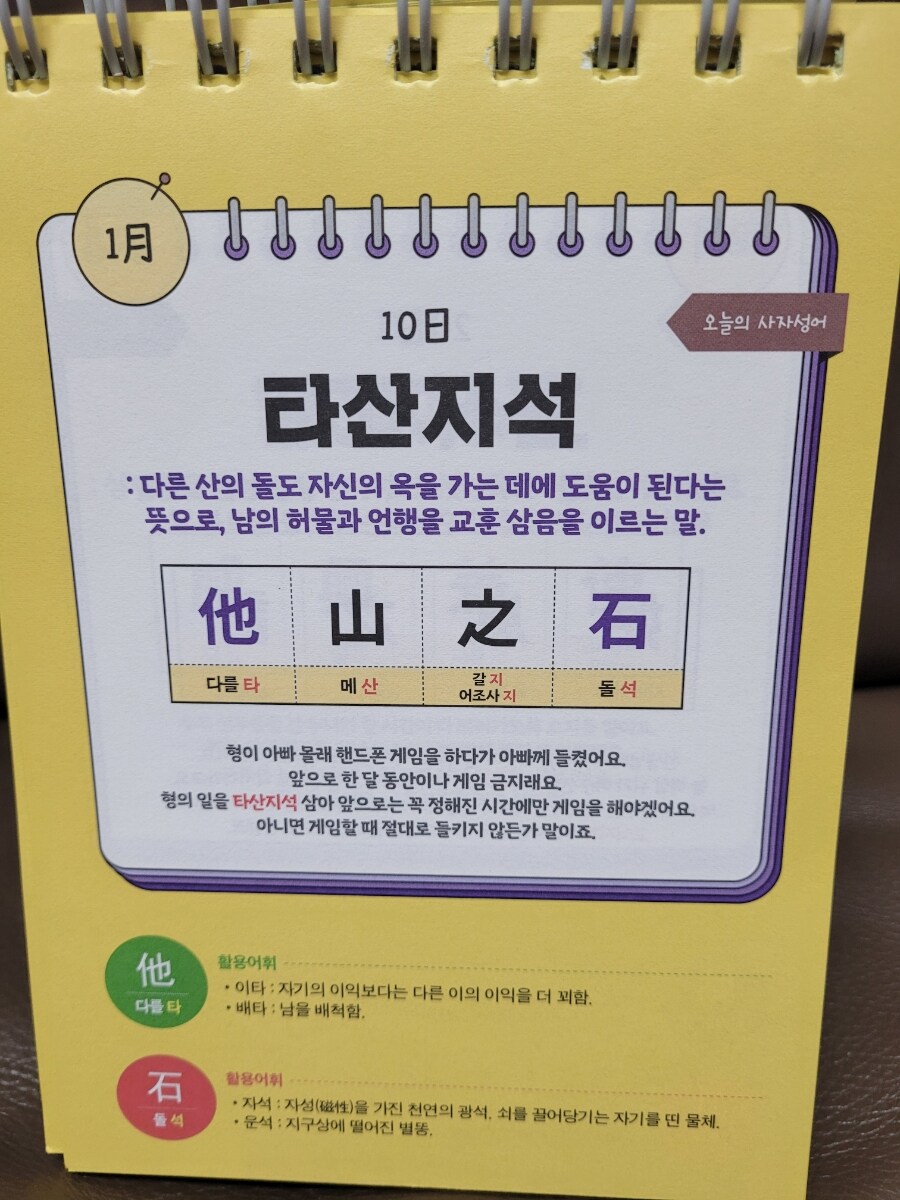 1月
10日
오늘의 사자성어
타산지석
: 다른 산의 돌도 자신의 옥을 가는 데에 도움이 된다는
뜻으로, 남의 허물과 언행을 교훈 삼음을 이르는 말.
他 山 之 石
다를 타 메 산 갈 지 돌 석
어조사 지
형이 아빠 몰래 핸드폰 게임을 하다가 아빠께 들켰어요.
앞으로 한 달 동안이나 게임 금지래요.
형의 일을 타산지석 삼아 앞으로는 꼭 정해진 시간에만 게임을 해야겠어요.
아니면 게임할 때 절대로 들키지 않든가 말이죠.
他
다를 타
활용어휘
• 이타 : 자기의 이익보다는 다른 이의 이익을 더 꾀함.
• 배타 : 남을 배척함.
石
돌 석
활용어휘
• 자석 : 자성(磁性)을 가진 천연의 광석. 쇠를 끌어당기는 자기를 띤 물체.
• 운석 : 지구상에 떨어진 별똥.